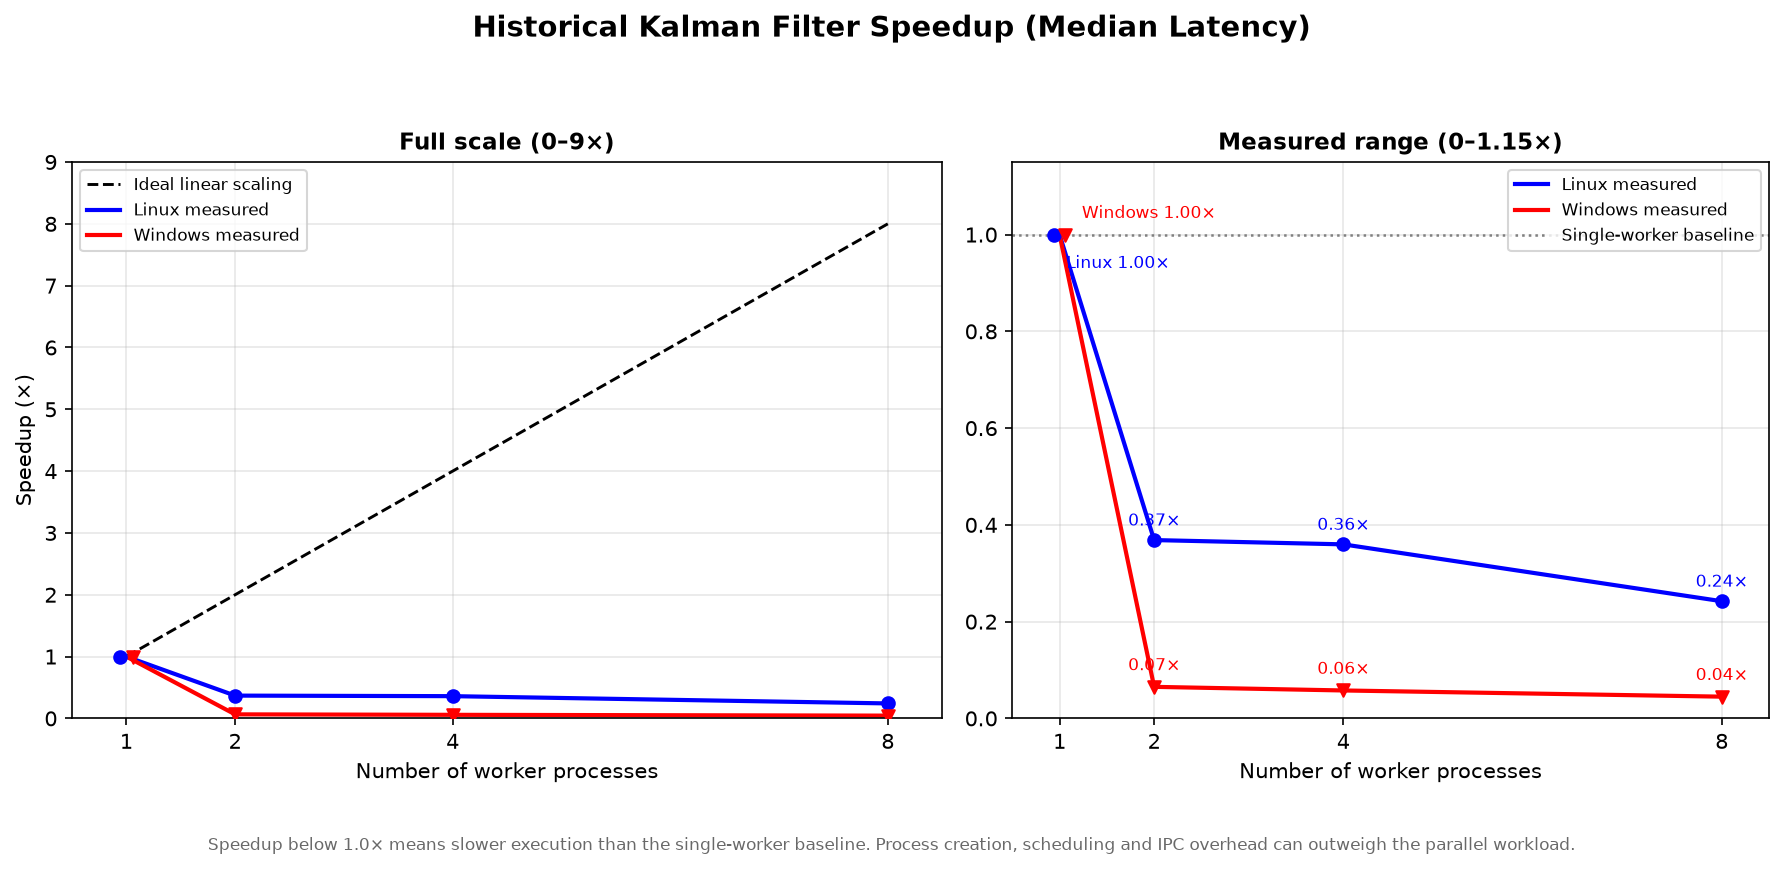 Historical Kalman Filter Speedup (Median Latency)
Full scale (0–9×)
Speedup (×)
9
8
7
6
5
4
3
2
1
0
Ideal linear scaling
Linux measured
Windows measured
1
2
4
8
Number of worker processes
Measured range (0–1.15×)
1.0
0.8
0.6
0.4
0.2
0.0
Linux measured
Windows measured
Single-worker baseline
Windows 1.00×
Linux 1.00×
0.37×
0.36×
0.24×
0.07×
0.06×
0.04×
1
2
4
8
Number of worker processes
Speedup below 1.0× means slower execution than the single-worker baseline. Process creation, scheduling and IPC overhead can outweigh the parallel workload.